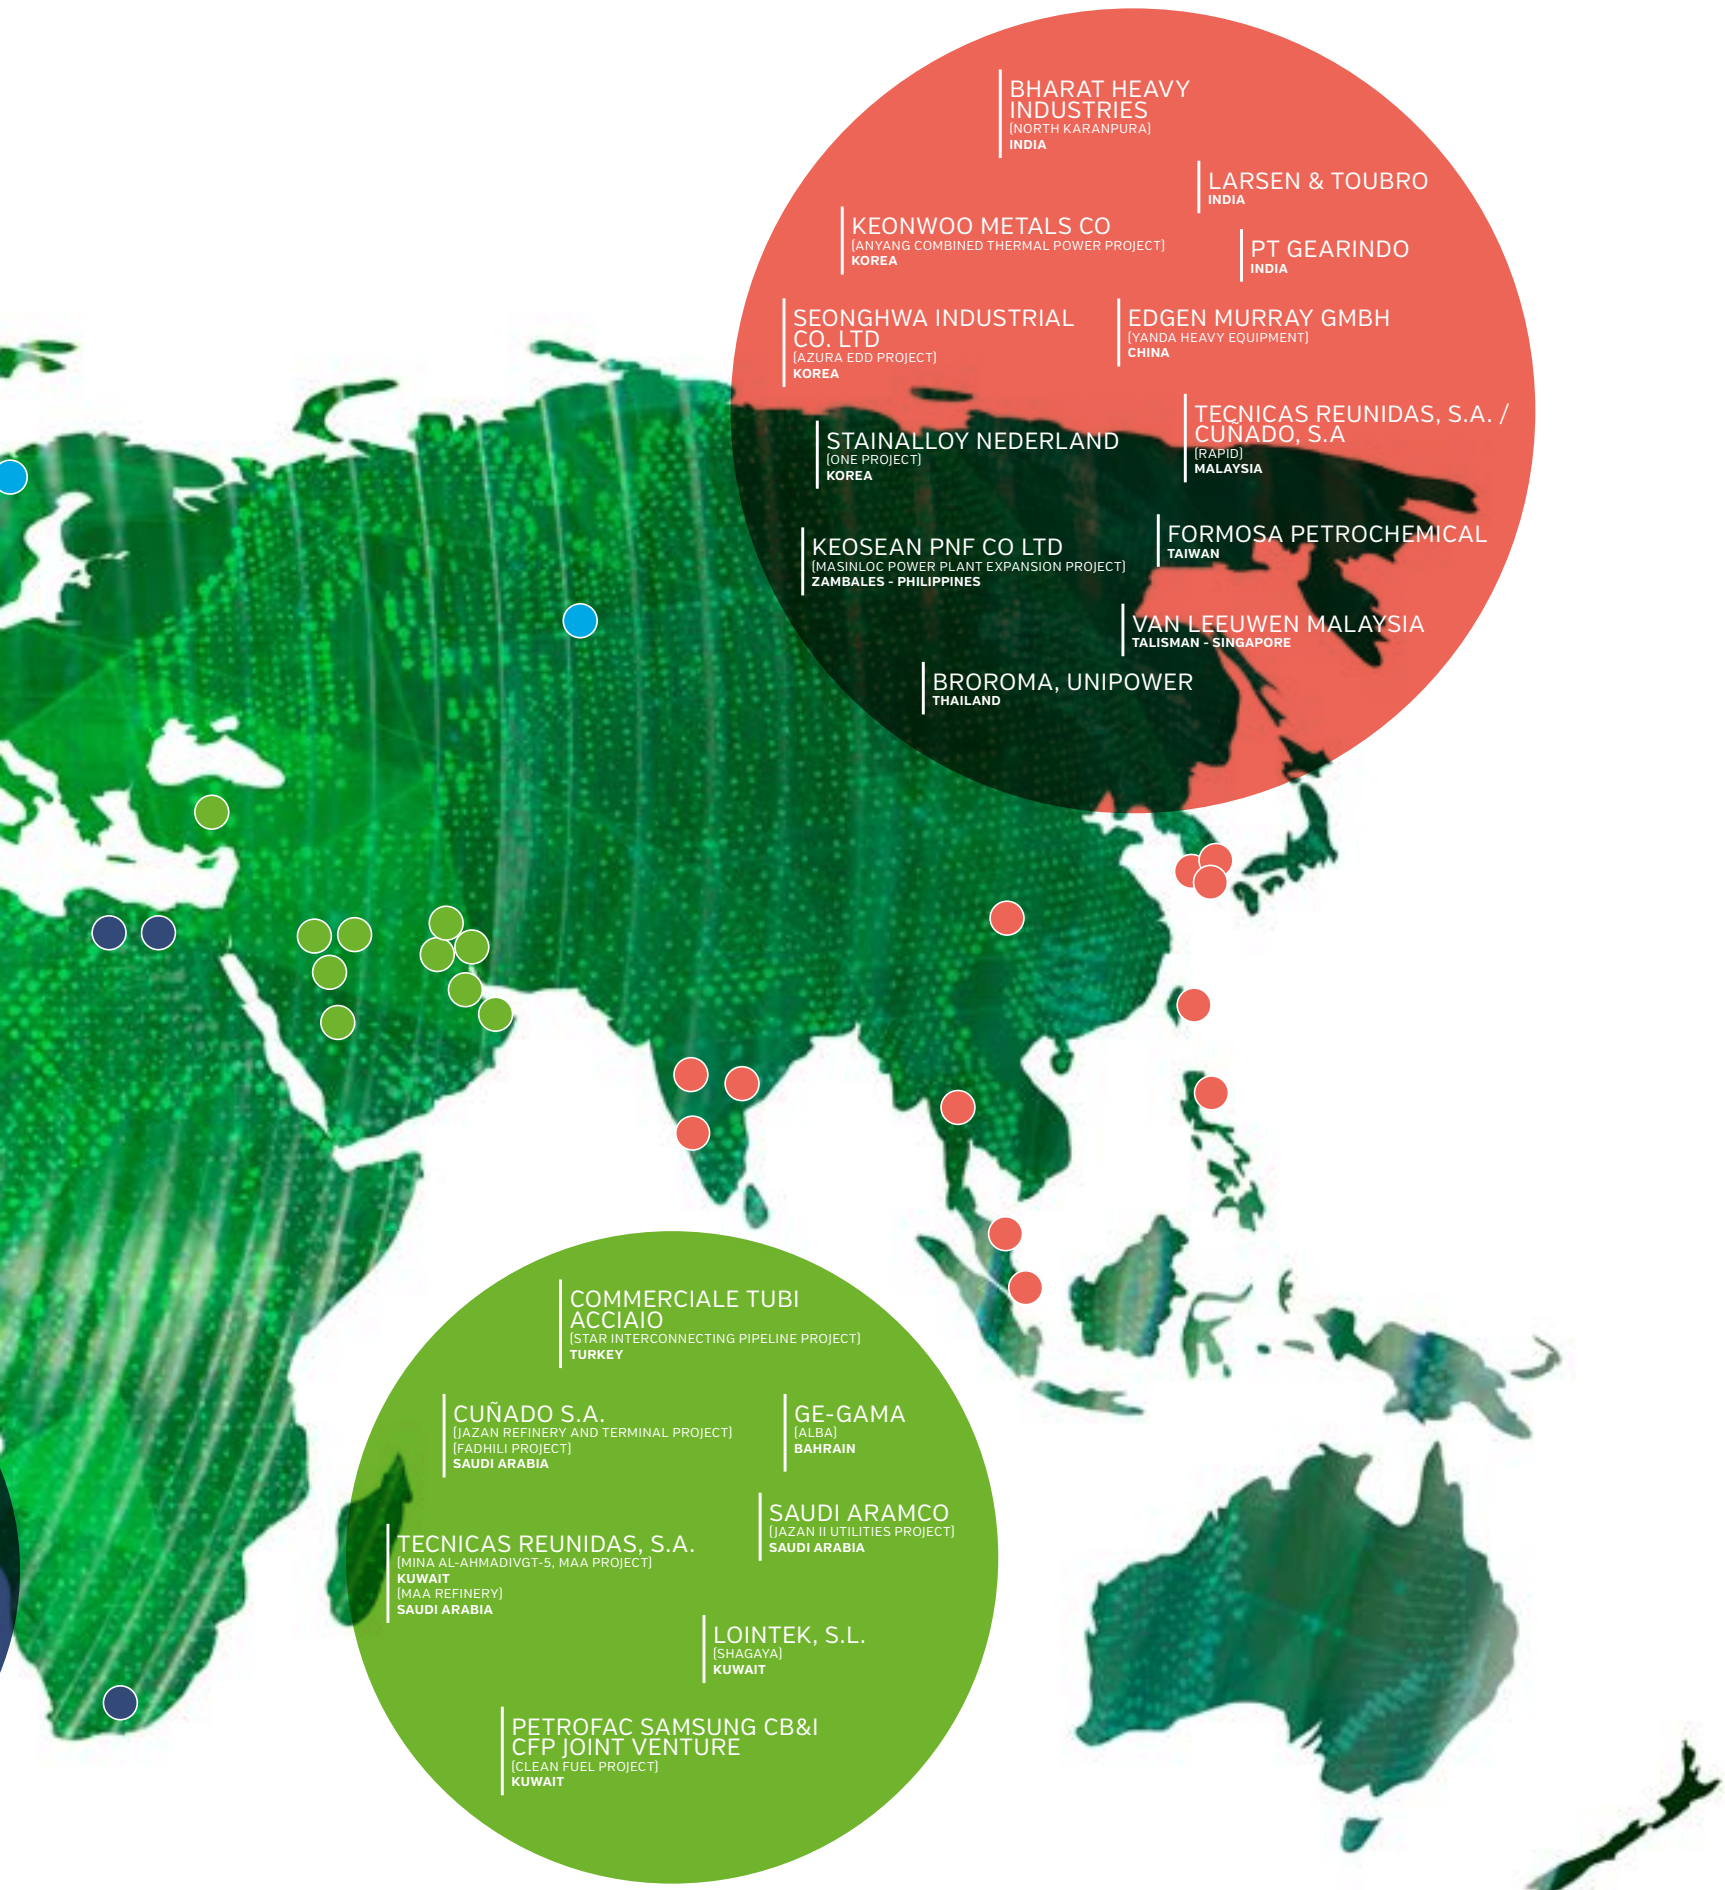 BHARAT HEAVY
INDUSTRIES
(NORTH KARANPURA)
INDIA
LARSEN & TOUBRO
INDIA
KEONWOO METALS CO
(ANYANG COMBINED THERMAL POWER PROJECT)
KOREA
PT GEARINDO
INDIA
SEONGHWA INDUSTRIAL
CO. LTD
(AZURA EDD PROJECT)
KOREA
EDGEN MURRAY GMBH
(YANDA HEAVY EQUIPMENT)
CHINA
TECNICAS REUNIDAS, S.A. /
CUÑADO, S.A
(RAPID)
MALAYSIA
STAINALLOY NEDERLAND
(ONE PROJECT)
KOREA
FORMOSA PETROCHEMICAL
TAIWAN
KEOSEAN PNF CO LTD
(MASINLOC POWER PLANT EXPANSION PROJECT)
ZAMBALES - PHILIPPINES
VAN LEEUWEN MALAYSIA
TALISMAN - SINGAPORE
BROROMA, UNIPOWER
THAILAND
COMMERCIALE TUBI
ACCIAIO
(STAR INTERCONNECTING PIPELINE PROJECT)
TURKEY
CUÑADO S.A.
(JAZAN REFINERY AND TERMINAL PROJECT)
(FADHILI PROJECT)
SAUDI ARABIA
GE-GAMA
(ALBA)
BAHRAIN
SAUDI ARAMCO
(JAZAN II UTILITIES PROJECT)
SAUDI ARABIA
TECNICAS REUNIDAS, S.A.
(MINA AL-AHMADIVGT-5, MAA PROJECT)
KUWAIT
(MAA REFINERY)
SAUDI ARABIA
LOINTEK, S.L.
(SHAGAYA)
KUWAIT
PETROFAC SAMSUNG CB&I
CFP JOINT VENTURE
(CLEAN FUEL PROJECT)
KUWAIT